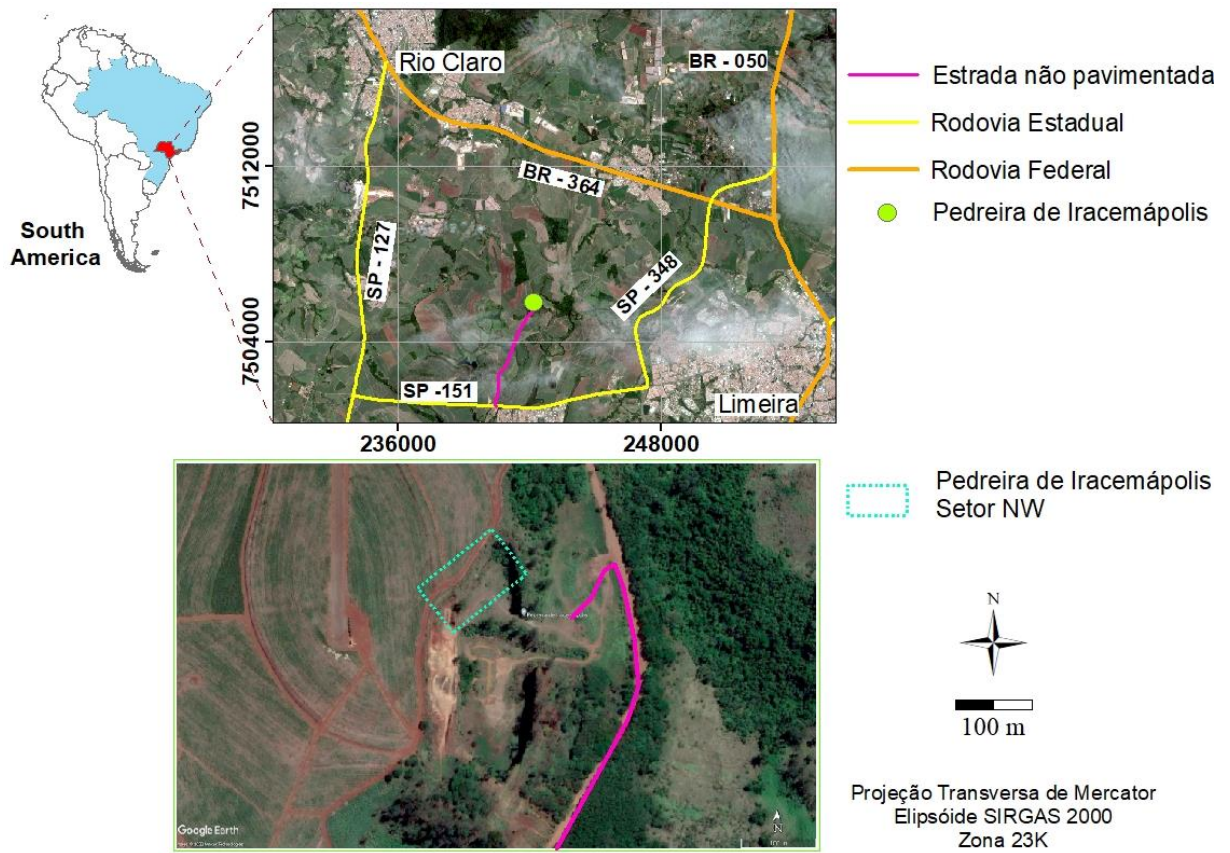 South
America
7512000
7504000
Rio Claro
BR - 050
BR - 364
SP - 127
SP - 348
SP -151
Limeira
236000
248000
Estrada não pavimentada
Rodovia Estadual
Rodovia Federal
Pedreira de Iracemápolis
Pedreira de Iracemápolis
Setor NW
N
100 m
Projeção Transversa de Mercator
Elipsóide SIRGAS 2000
Zona 23K
Google Earth
N
100 m